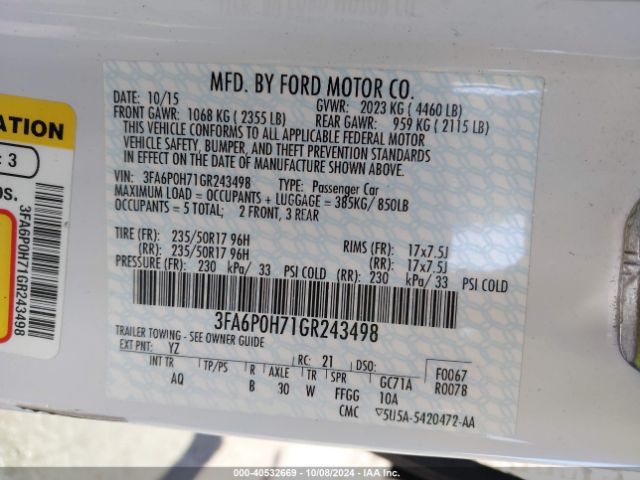 MFD. BY FORD MOTOR CO.
DATE: 10/15
GVWR: 2023 KG ( 4460 LB)
FRONT GAWR: 1068 KG ( 2355 LB)
REAR GAWR: 959 KG ( 2115 LB)
THIS VEHICLE CONFORMS TO ALL APPLICABLE FEDERAL MOTOR
VEHICLE SAFETY, BUMPER, AND THEFT PREVENTION STANDARDS
IN EFFECT ON THE DATE OF MANUFACTURE SHOWN ABOVE.
VIN: 3FA6P0H71GR243498 TYPE: Passenger Car
MAXIMUM LOAD = OCCUPANTS + LUGGAGE = 385KG/ 850LB
OCCUPANTS = 5 TOTAL; 2 FRONT, 3 REAR
TIRE (FR): 235/50R17 96H RIMS (FR): 17x7.5J
(RR): 235/50R17 96H (RR): 17x7.5J
PRESSURE (FR): 230 kPa/ 33 PSI COLD (RR): 230 kPa/ 33 PSI COLD
3FA6P0H71GR243498
TRAILER TOWING - SEE OWNER GUIDE
EXT PNT: YZ RC: 21 DSO: F0067
R0078
INT TR TP/PS R AXLE TR SPR GC71A
AQ B 30 W FFGG 10A
CMC 5U5A-5420472-AA
ATION
: 3
os.
3FA6P0H71GR243498
BY FORD MOTOR CO.
000-40532669 - 10/08/2024 - IAA Inc.